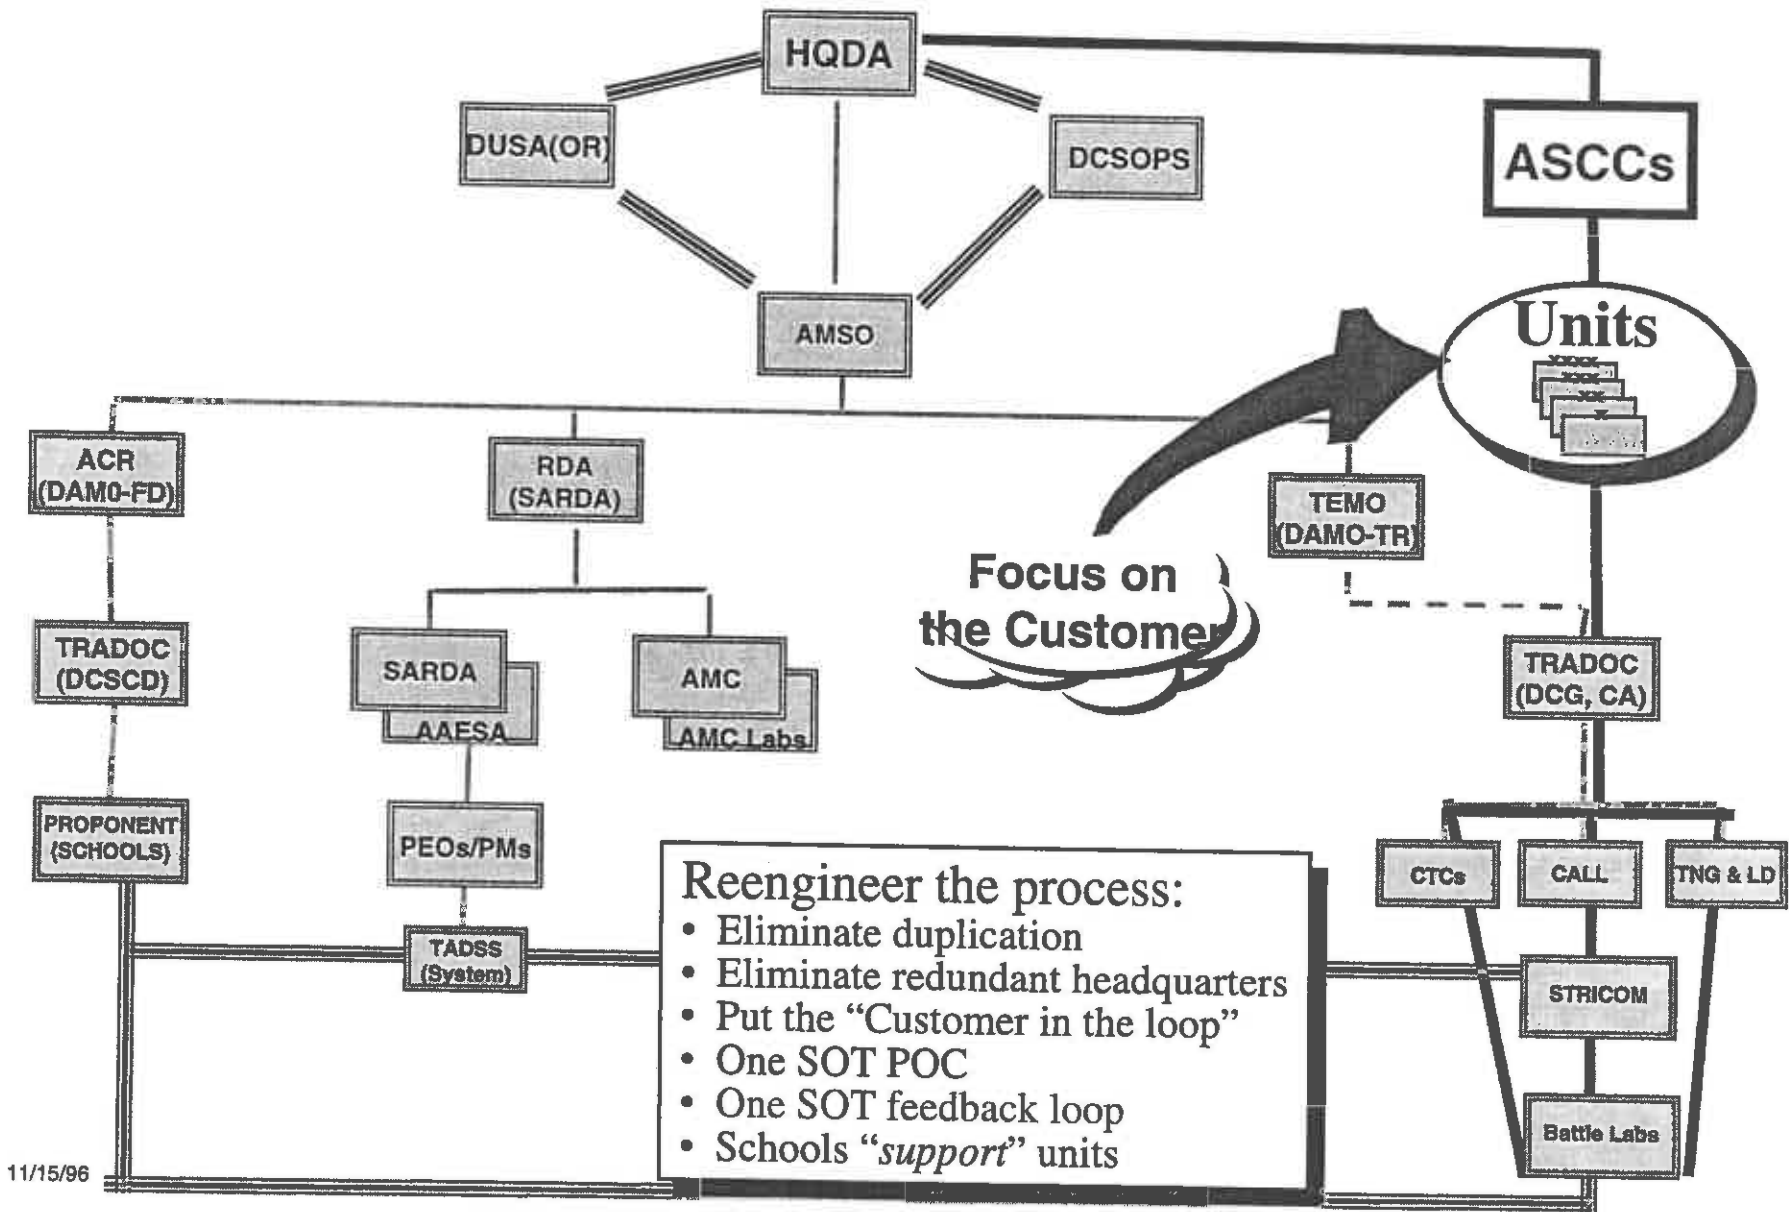 HQDA
DUSA(OR)
DCSOPS
ASCCs
AMSO
Units
xxxx
xxx
xx
x
ACR
(DAM0-FD)
RDA
(SARDA)
TEMO
(DAMO-TR)
Focus on
the Customer
TRADOC
(DCSCD)
SARDA
AAESA
AMC
AMC Labs
TRADOC
(DCG, CA)
PROPONENT
(SCHOOLS)
PEOs/PMs
CTCs
CALL
TNG & LD
TADSS
(System)
STRICOM
Battle Labs
Reengineer the process:
• Eliminate duplication
• Eliminate redundant headquarters
• Put the “Customer in the loop”
• One SOT POC
• One SOT feedback loop
• Schools “support” units
11/15/96